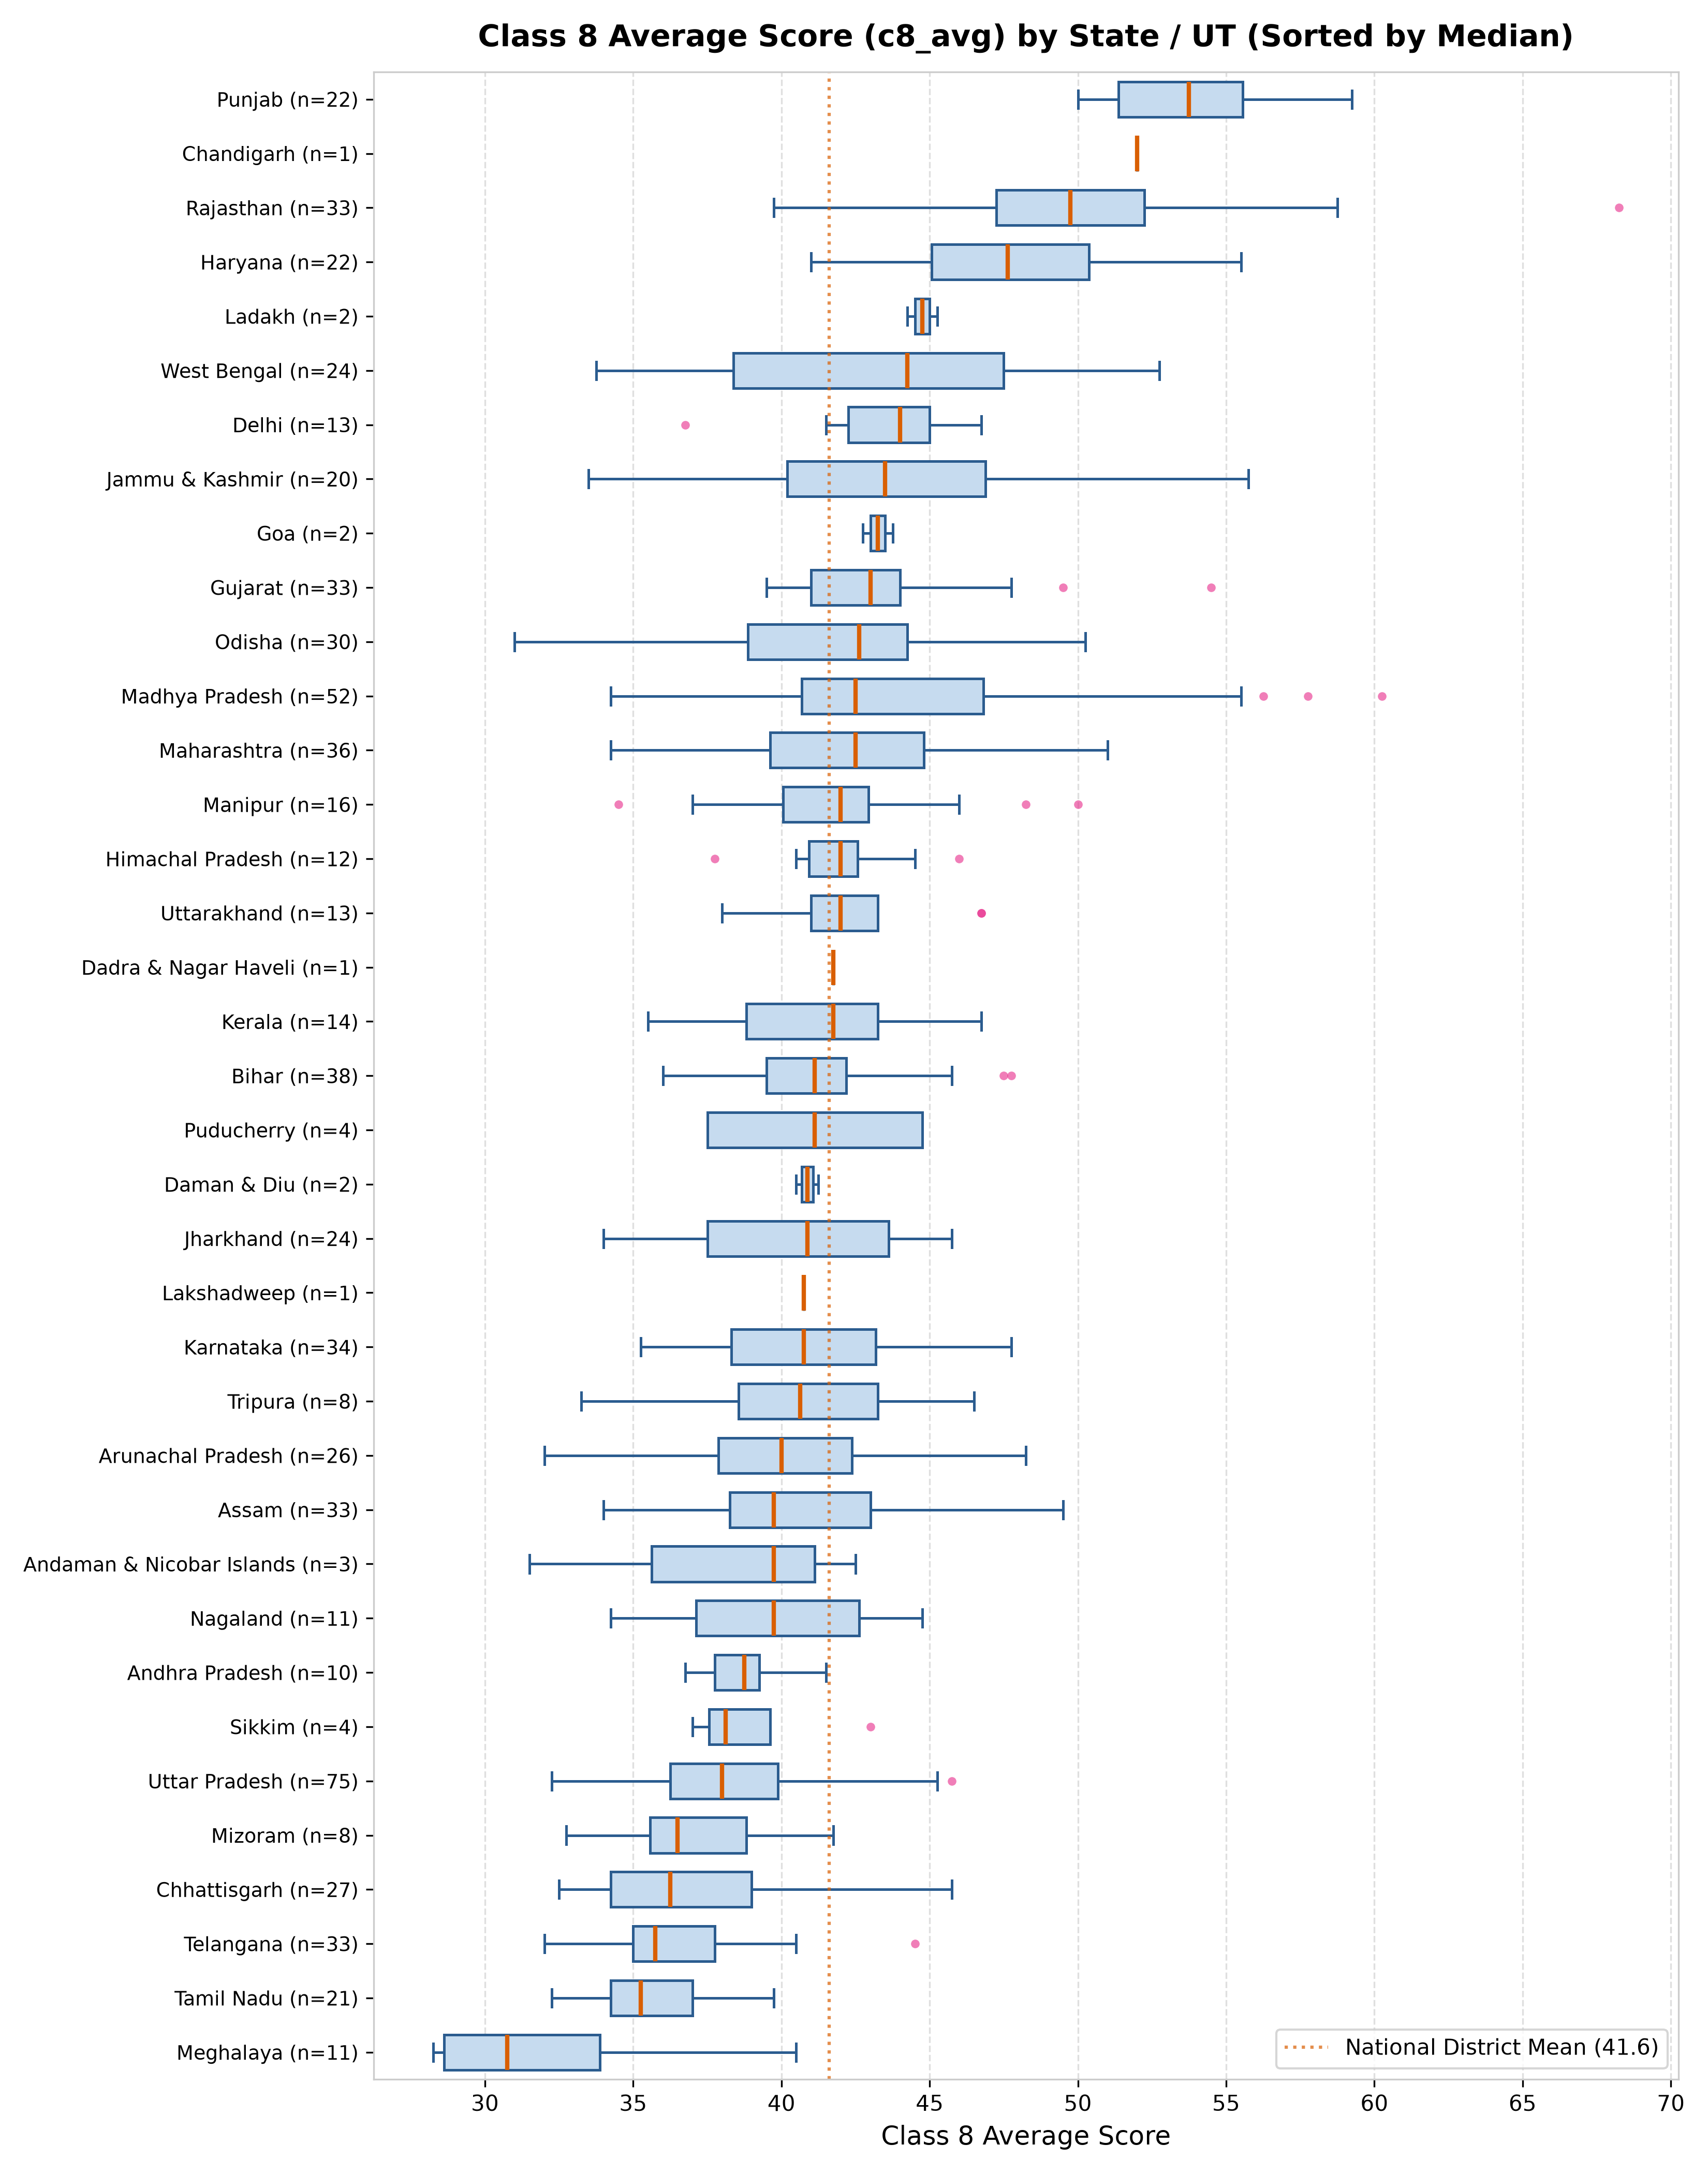 Class 8 Average Score (c8_avg) by State / UT (Sorted by Median)
Punjab (n=22)
Chandigarh (n=1)
Rajasthan (n=33)
Haryana (n=22)
Ladakh (n=2)
West Bengal (n=24)
Delhi (n=13)
Jammu & Kashmir (n=20)
Goa (n=2)
Gujarat (n=33)
Odisha (n=30)
Madhya Pradesh (n=52)
Maharashtra (n=36)
Manipur (n=16)
Himachal Pradesh (n=12)
Uttarakhand (n=13)
Dadra & Nagar Haveli (n=1)
Kerala (n=14)
Bihar (n=38)
Puducherry (n=4)
Daman & Diu (n=2)
Jharkhand (n=24)
Lakshadweep (n=1)
Karnataka (n=34)
Tripura (n=8)
Arunachal Pradesh (n=26)
Assam (n=33)
Andaman & Nicobar Islands (n=3)
Nagaland (n=11)
Andhra Pradesh (n=10)
Sikkim (n=4)
Uttar Pradesh (n=75)
Mizoram (n=8)
Chhattisgarh (n=27)
Telangana (n=33)
Tamil Nadu (n=21)
Meghalaya (n=11)
National District Mean (41.6)
30 35 40 45 50 55 60 65 70
Class 8 Average Score